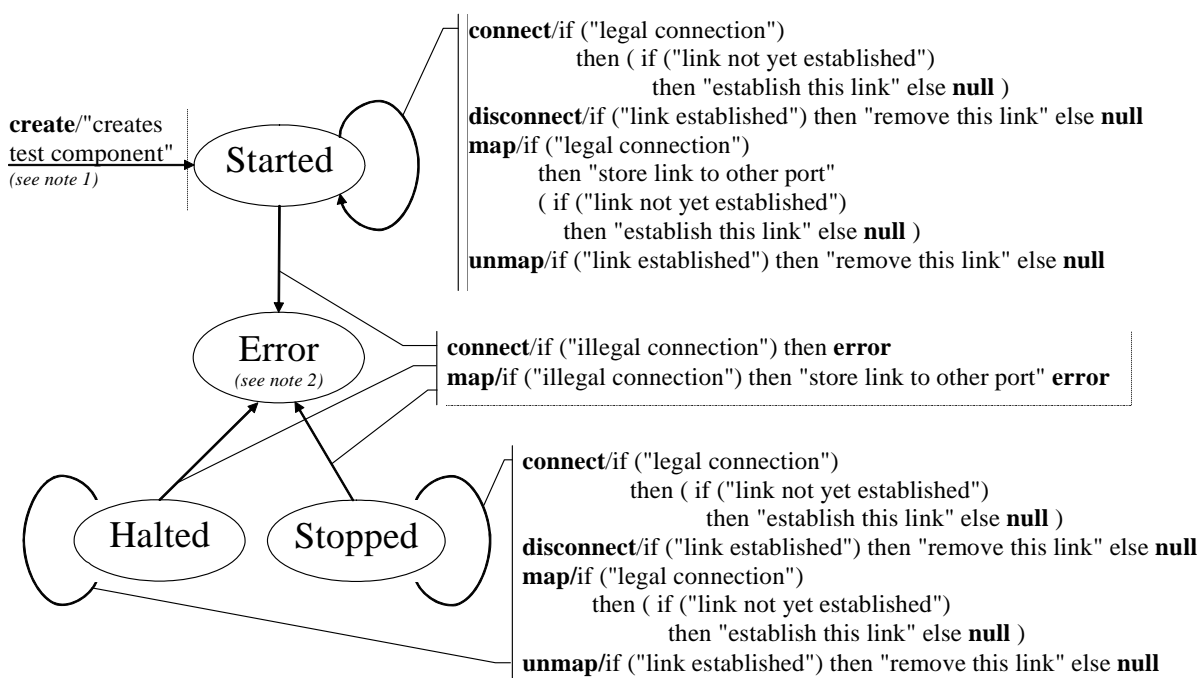 connect/if ("legal connection")
then ( if ("link not yet established")
then "establish this link" else null )
create/"creates
test component"
(see note 1)
Started
disconnect/if ("link established") then "remove this link" else null
map/if ("legal connection")
then "store link to other port"
( if ("link not yet established")
then "establish this link" else null )
unmap/if ("link established") then "remove this link" else null
Error
(see note 2)
connect/if ("illegal connection") then error
map/if ("illegal connection") then "store link to other port" error
Halted
Stopped
connect/if ("legal connection")
then ( if ("link not yet established")
then "establish this link" else null )
disconnect/if ("link established") then "remove this link" else null
map/if ("legal connection")
then ( if ("link not yet established")
then "establish this link" else null )
unmap/if ("link established") then "remove this link" else null